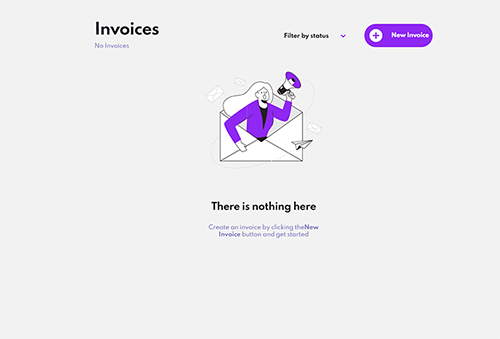 Invoices
No Invoices
Filter by status
New Invoice
There is nothing here
Create an invoice by clicking theNew
Invoice button and get started